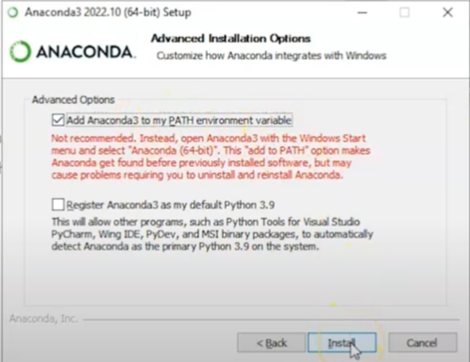 Anaconda3 2022.10 (64-bit) Setup
ANACONDA.
Advanced Installation Options
Customize how Anaconda integrates with Windows
Advanced Options
Add Anaconda3 to my PATH environment variable
Not recommended. Instead, open Anaconda3 with the Windows Start
menu and select "Anaconda (64-bit)". This "add to PATH" option makes
Anaconda get found before previously installed software, but may
cause problems requiring you to uninstall and reinstall Anaconda.
Register Anaconda3 as my default Python 3.9
This will allow other programs, such as Python Tools for Visual Studio
PyCharm, Wing IDE, PyDev, and MSI binary packages, to automatically
detect Anaconda as the primary Python 3.9 on the system.
Anaconda, Inc.
< Back Install Cancel